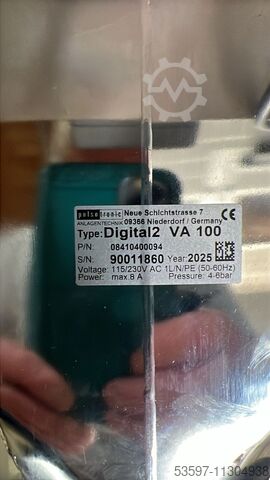 pulsotronic Neue Schichtstrasse 7
ANLAGENTECHNIK 09366 Niederdorf / Germany
Type: Digital2 VA 100
P/N: 08410400094
S/N: 90011860 Year: 2025
Voltage: 115/230V AC 1L/N/PE (50-60Hz)
Power: max.8 A Pressure: 4-6bar
53597-11304938